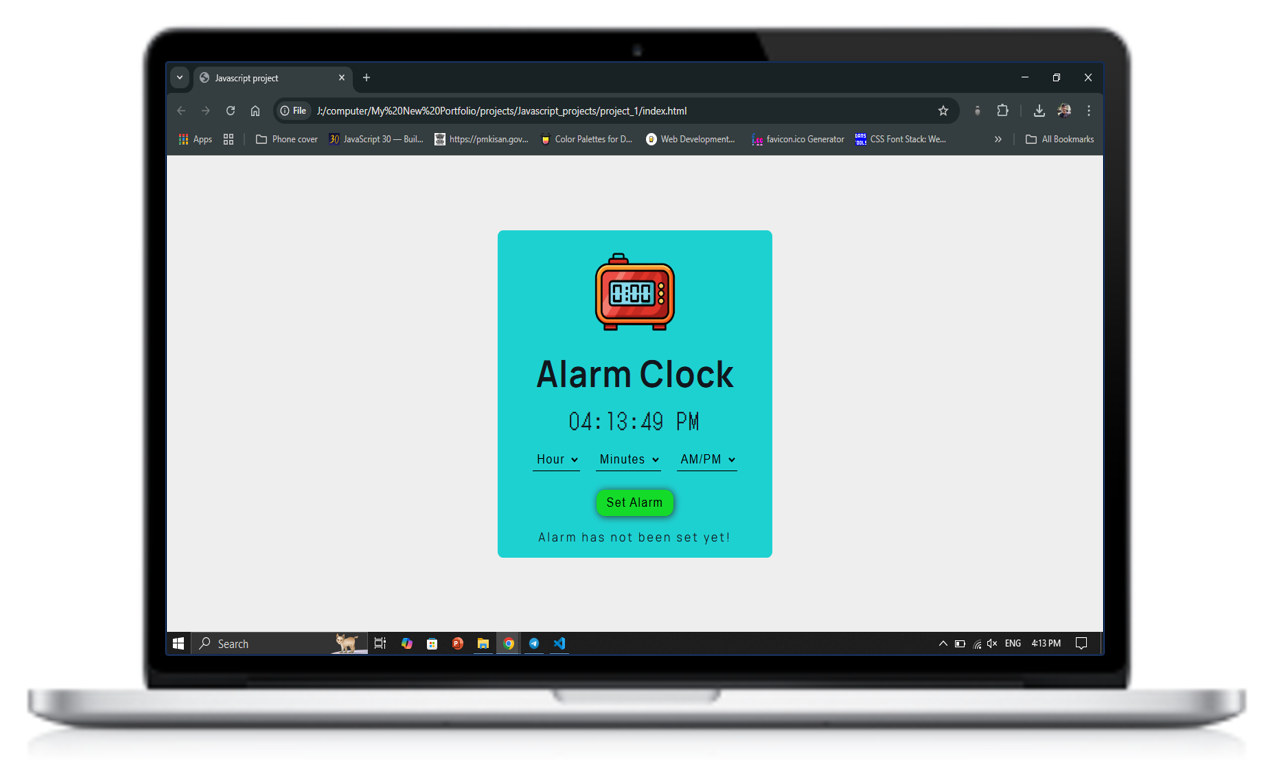 Javascript project
File J:/computer/My%20New%20Portfolio/projects/Javascript_projects/project_1/index.html
Apps Phone cover 30 JavaScript 30 — Buil... https://pmkisan.gov... Color Palettes for D... Web Development... favicon.ico Generator CSS Font Stack: We... » All Bookmarks
0:00
Alarm Clock
04:13:49 PM
Hour Minutes AM/PM
Set Alarm
Alarm has not been set yet!
Search ENG 4:13 PM